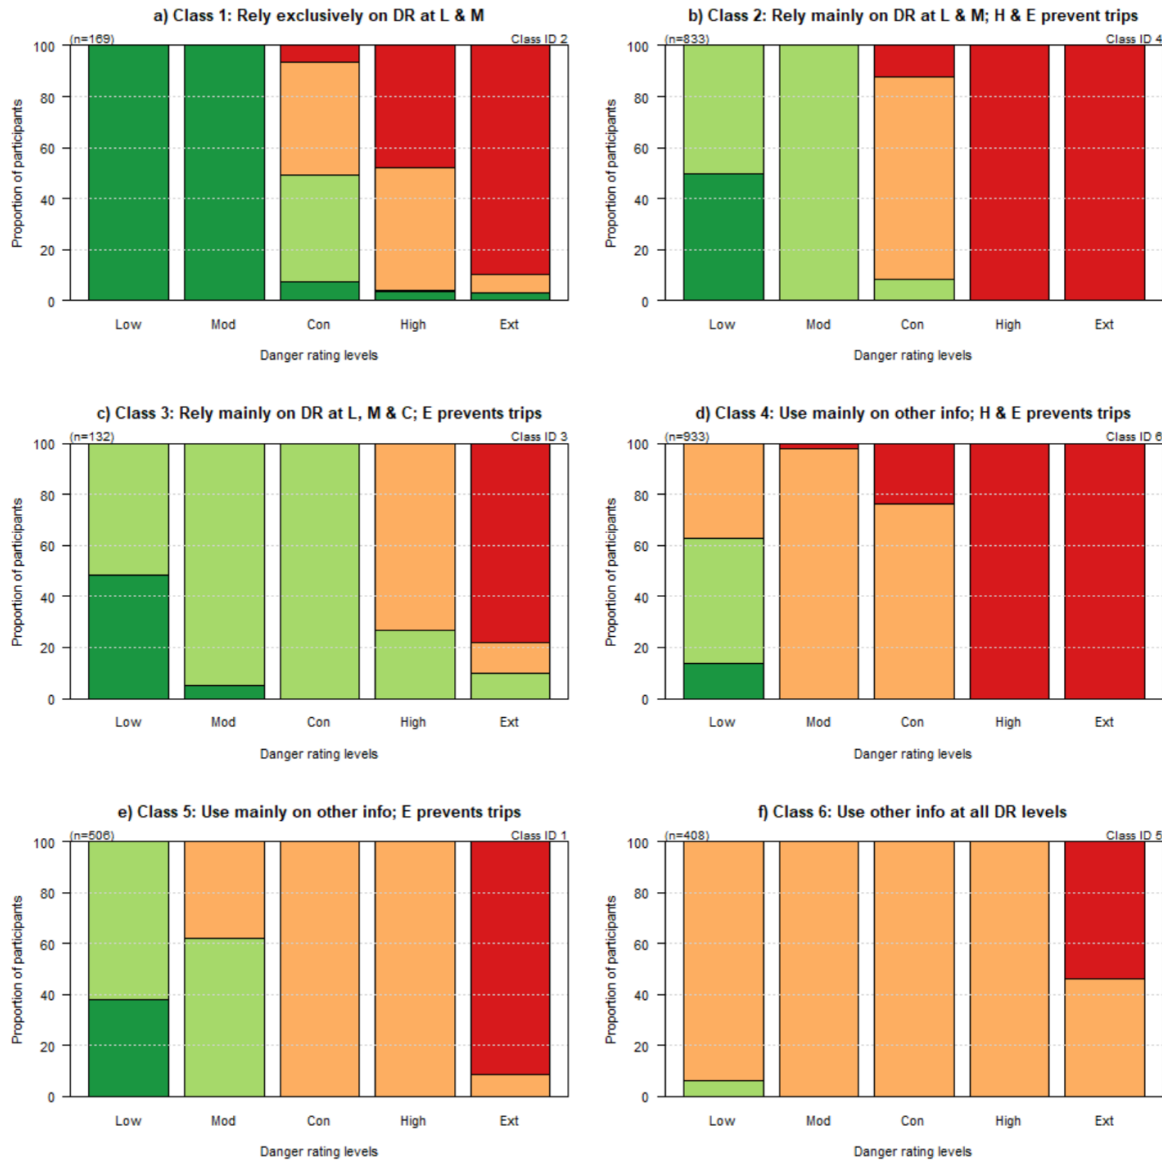 a) Class 1: Rely exclusively on DR at L & M
(n=169) Class ID 2
100
80
60
40
20
0
Proportion of participants
Low Mod Con High Ext
Danger rating levels
b) Class 2: Rely mainly on DR at L & M; H & E prevent trips
(n=833) Class ID 4
100
80
60
40
20
0
Proportion of participants
Low Mod Con High Ext
Danger rating levels
c) Class 3: Rely mainly on DR at L, M & C; E prevents trips
(n=132) Class ID 3
100
80
60
40
20
0
Proportion of participants
Low Mod Con High Ext
Danger rating levels
d) Class 4: Use mainly on other info; H & E prevents trips
(n=933) Class ID 6
100
80
60
40
20
0
Proportion of participants
Low Mod Con High Ext
Danger rating levels
e) Class 5: Use mainly on other info; E prevents trips
(n=506) Class ID 1
100
80
60
40
20
0
Proportion of participants
Low Mod Con High Ext
Danger rating levels
f) Class 6: Use other info at all DR levels
(n=408) Class ID 5
100
80
60
40
20
0
Proportion of participants
Low Mod Con High Ext
Danger rating levels